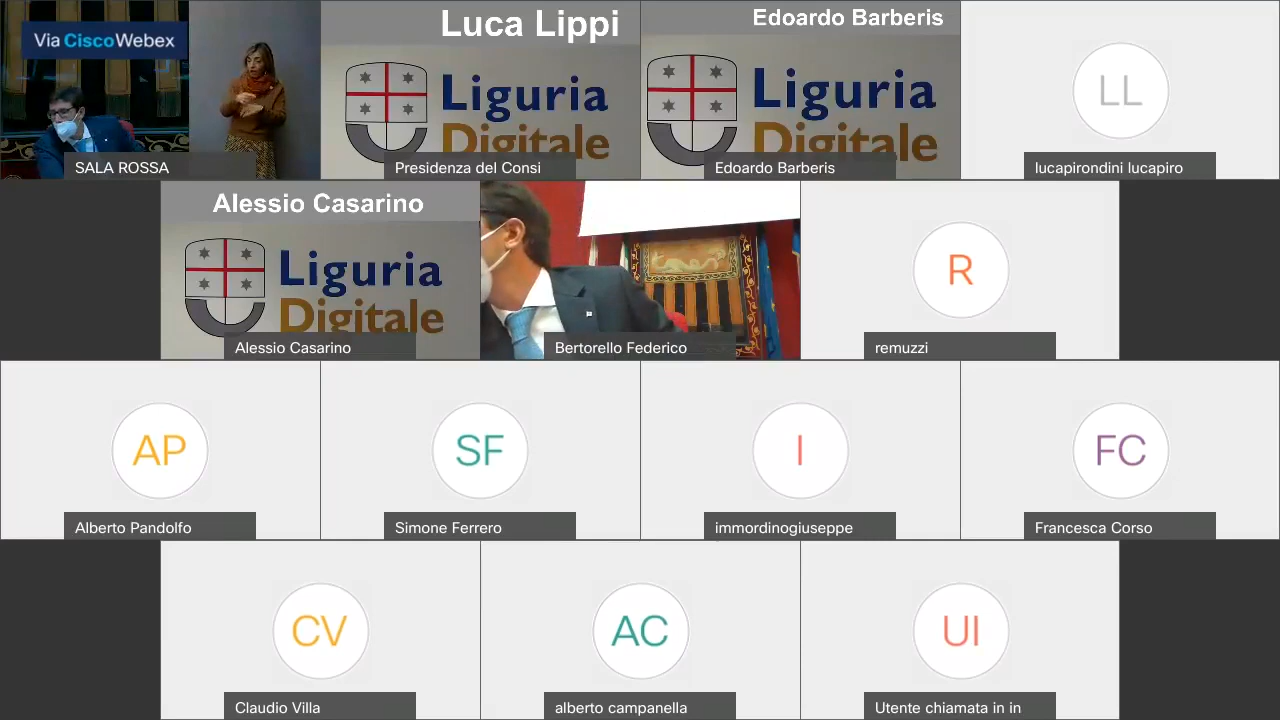 Via Cisco Webex
SALA ROSSA
Luca Lippi
Liguria
Digitale
Presidenza del Consi
Edoardo Barberis
Liguria
Digitale
Edoardo Barberis
LL
lucapirondini lucapiro
Alessio Casarino
Liguria
Digitale
Alessio Casarino
Bertorello Federico
R
remuzzi
AP
Alberto Pandolfo
SF
Simone Ferrero
I
immordinogiuseppe
FC
Francesca Corso
CV
Claudio Villa
AC
alberto campanella
UI
Utente chiamata in in